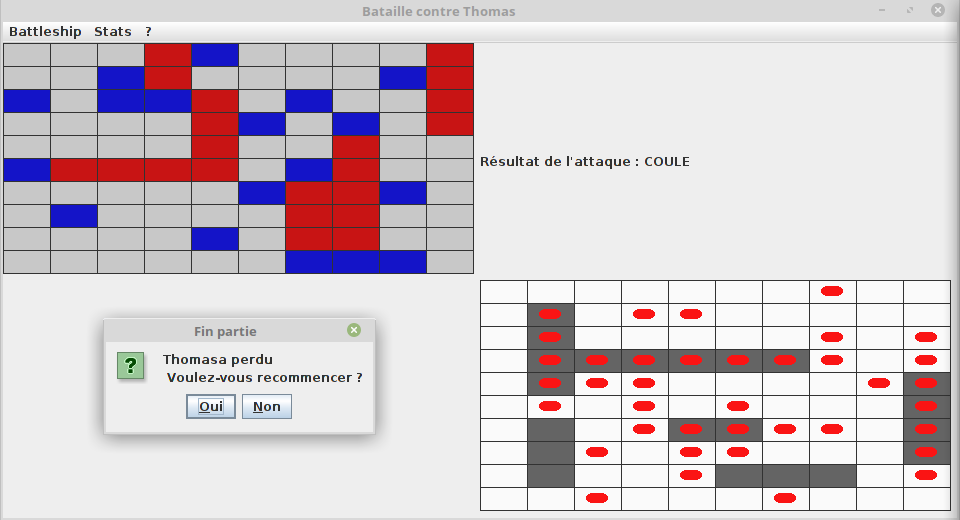 Bataille contre Thomas
Battleship Stats ?
Résultat de l'attaque : COULE
Fin partie
?
Thomasa perdu
Voulez-vous recommencer ?
Oui Non